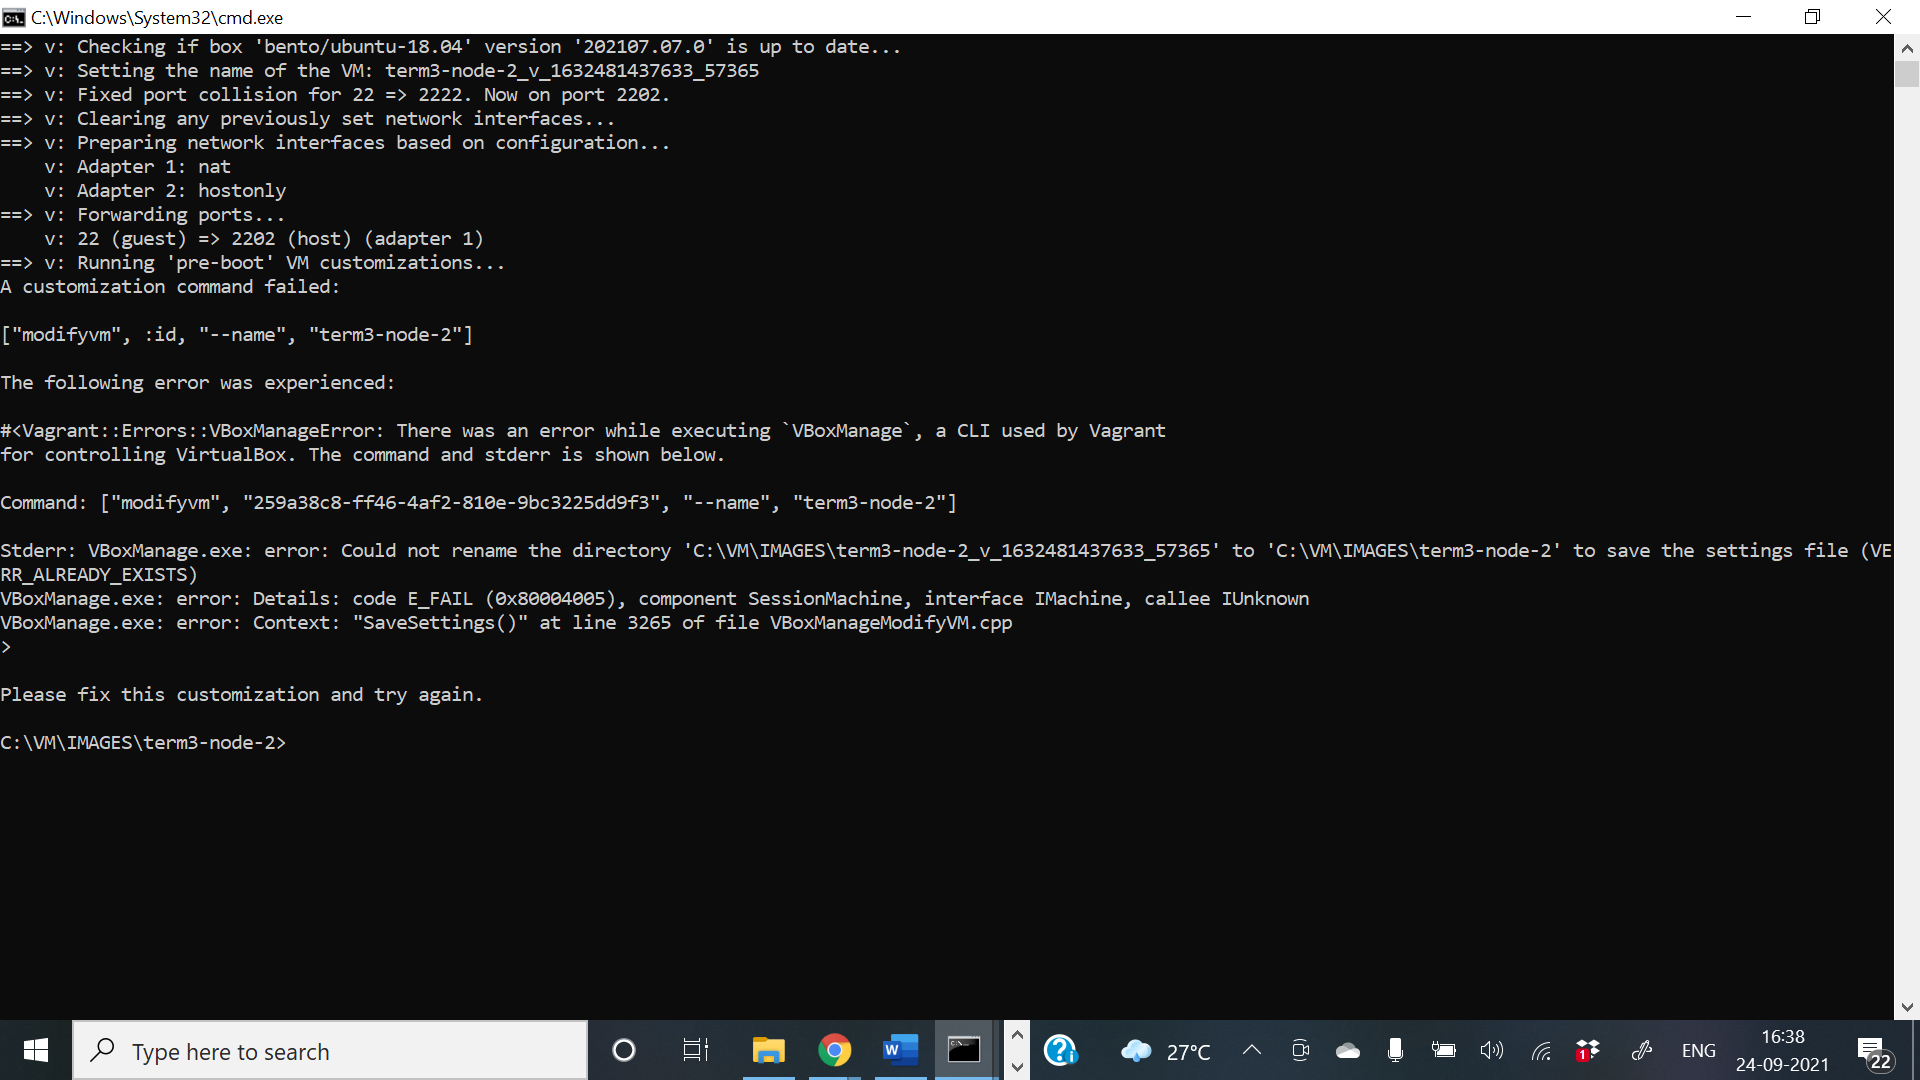 C:\Windows\System32\cmd.exe
==> v: Checking if box 'bento/ubuntu-18.04' version '202107.07.0' is up to date...
==> v: Setting the name of the VM: term3-node-2_v_1632481437633_57365
==> v: Fixed port collision for 22 => 2222. Now on port 2202.
==> v: Clearing any previously set network interfaces...
==> v: Preparing network interfaces based on configuration...
    v: Adapter 1: nat
    v: Adapter 2: hostonly
==> v: Forwarding ports...
    v: 22 (guest) => 2202 (host) (adapter 1)
==> v: Running 'pre-boot' VM customizations...
A customization command failed:
["modifyvm", :id, "--name", "term3-node-2"]
The following error was experienced:
#<Vagrant::Errors::VBoxManageError: There was an error while executing `VBoxManage`, a CLI used by Vagrant
for controlling VirtualBox. The command and stderr is shown below.
Command: ["modifyvm", "259a38c8-ff46-4af2-810e-9bc3225dd9f3", "--name", "term3-node-2"]
Stderr: VBoxManage.exe: error: Could not rename the directory 'C:\VM\IMAGES\term3-node-2_v_1632481437633_57365' to 'C:\VM\IMAGES\term3-node-2' to save the settings file (VE
RR_ALREADY_EXISTS)
VBoxManage.exe: error: Details: code E_FAIL (0x80004005), component SessionMachine, interface IMachine, callee IUnknown
VBoxManage.exe: error: Context: "SaveSettings()" at line 3265 of file VBoxManageModifyVM.cpp
>
Please fix this customization and try again.
C:\VM\IMAGES\term3-node-2>
Type here to search
27°C
1
ENG
16:38
24-09-2021
22